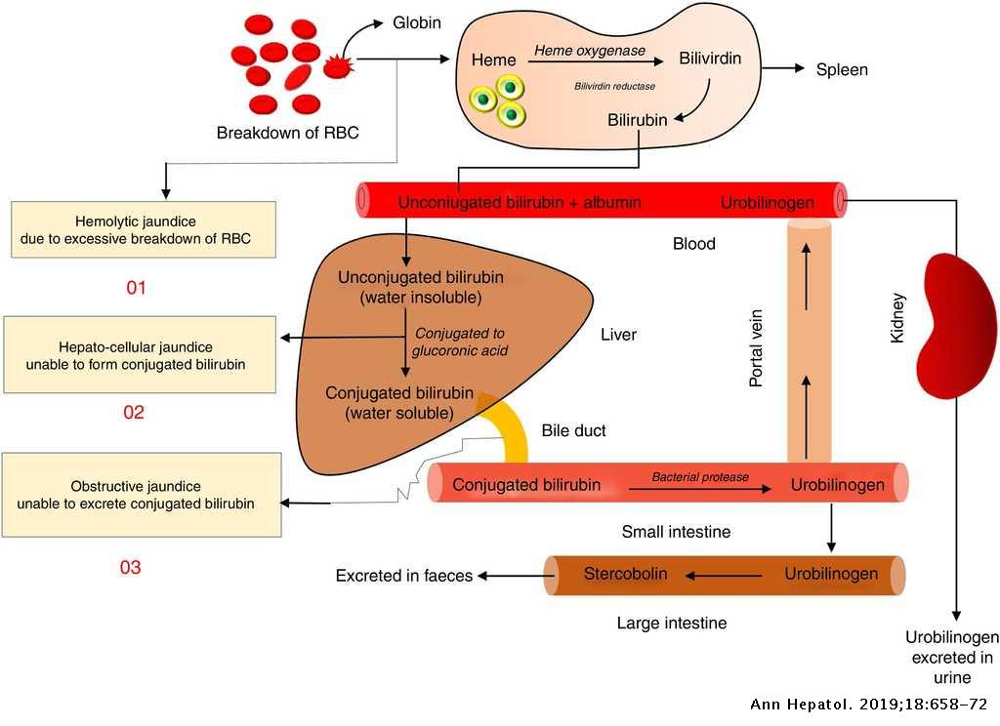 Globin
Breakdown of RBC
Heme
Heme oxygenase
Bilivirdin
Bilivirdin reductase
Bilirubin
Spleen
Hemolytic jaundice
due to excessive breakdown of RBC
01
Unconiugated bilirubin + albumin
Urobilinogen
Blood
Unconjugated bilirubin
(water insoluble)
Conjugated to
glucoronic acid
Conjugated bilirubin
(water soluble)
Liver
Hepato-cellular jaundice
unable to form conjugated bilirubin
02
Bile duct
Portal vein
Kidney
Obstructive jaundice
unable to excrete conjugated bilirubin
03
Conjugated bilirubin
Bacterial protease
Urobilinogen
Small intestine
Excreted in faeces
Stercobolin
Urobilinogen
Large intestine
Urobilinogen
excreted in
urine
Ann Hepatol. 2019;18:658–72